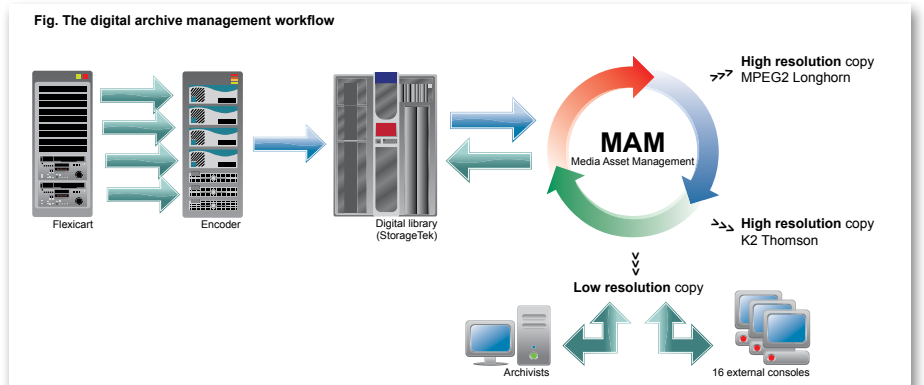 Fig. The digital archive management workflow
High resolution copy
MPEG2 Longhorn
MAM
Media Asset Management
Flexicart
Encoder
Digital library
(StorageTek)
High resolution copy
K2 Thomson
Low resolution copy
Archivists
16 external consoles